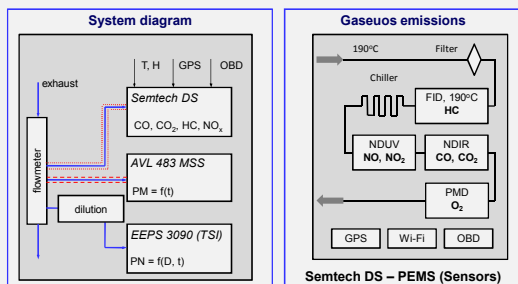 System diagram
T, H GPS OBD
exhaust
Semtech DS
CO, CO₂, HC, NOₓ
flowmeter
AVL 483 MSS
PM = f(t)
dilution
EEPS 3090 (TSI)
PN = f(D, t)
Gaseuos emissions
190°C
Filter
Chiller
FID, 190°C
HC
NDUV
NO, NO₂
NDIR
CO, CO₂
PMD
O₂
GPS Wi-Fi OBD
Semtech DS – PEMS (Sensors)